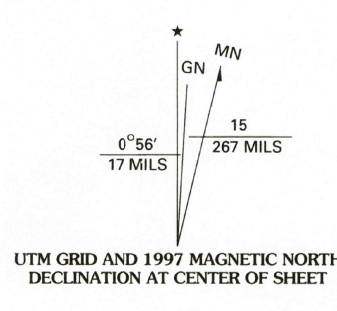 ★
MN
GN
0°56′
17 MILS
15
267 MILS
UTM GRID AND 1997 MAGNETIC NORTH
DECLINATION AT CENTER OF SHEET